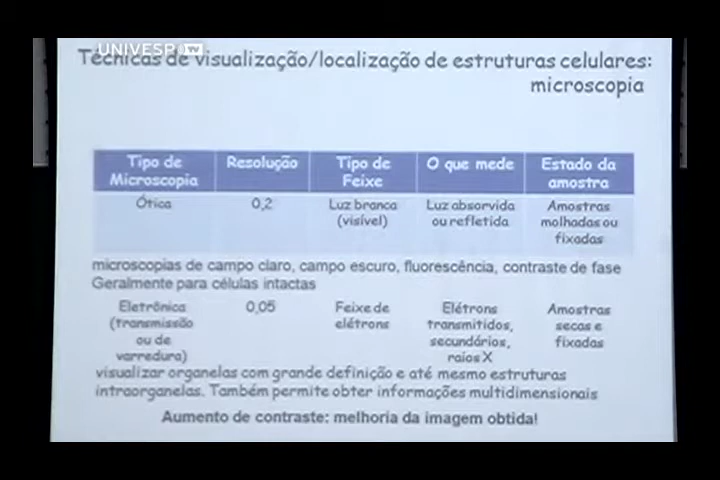 UNIVESP TV
Técnicas de visualização/localização de estruturas celulares:
microscopia
Tipo de Microscopia | Resolução | Tipo de Feixe | O que mede | Estado da amostra
Ótica | 0,2 | Luz branca (visível) | Luz absorvida ou refletida | Amostras molhadas ou fixadas
microscopias de campo claro, campo escuro, fluorescência, contraste de fase
Geralmente para células intactas
Eletrônica (transmissão ou de varredura) | 0,05 | Feixe de elétrons | Elétrons transmitidos, secundários, raios X | Amostras secas e fixadas
visualizar organelas com grande definição e até mesmo estruturas
intraorganelas. Também permite obter informações multidimensionais
Aumento de contraste: melhoria da imagem obtida!